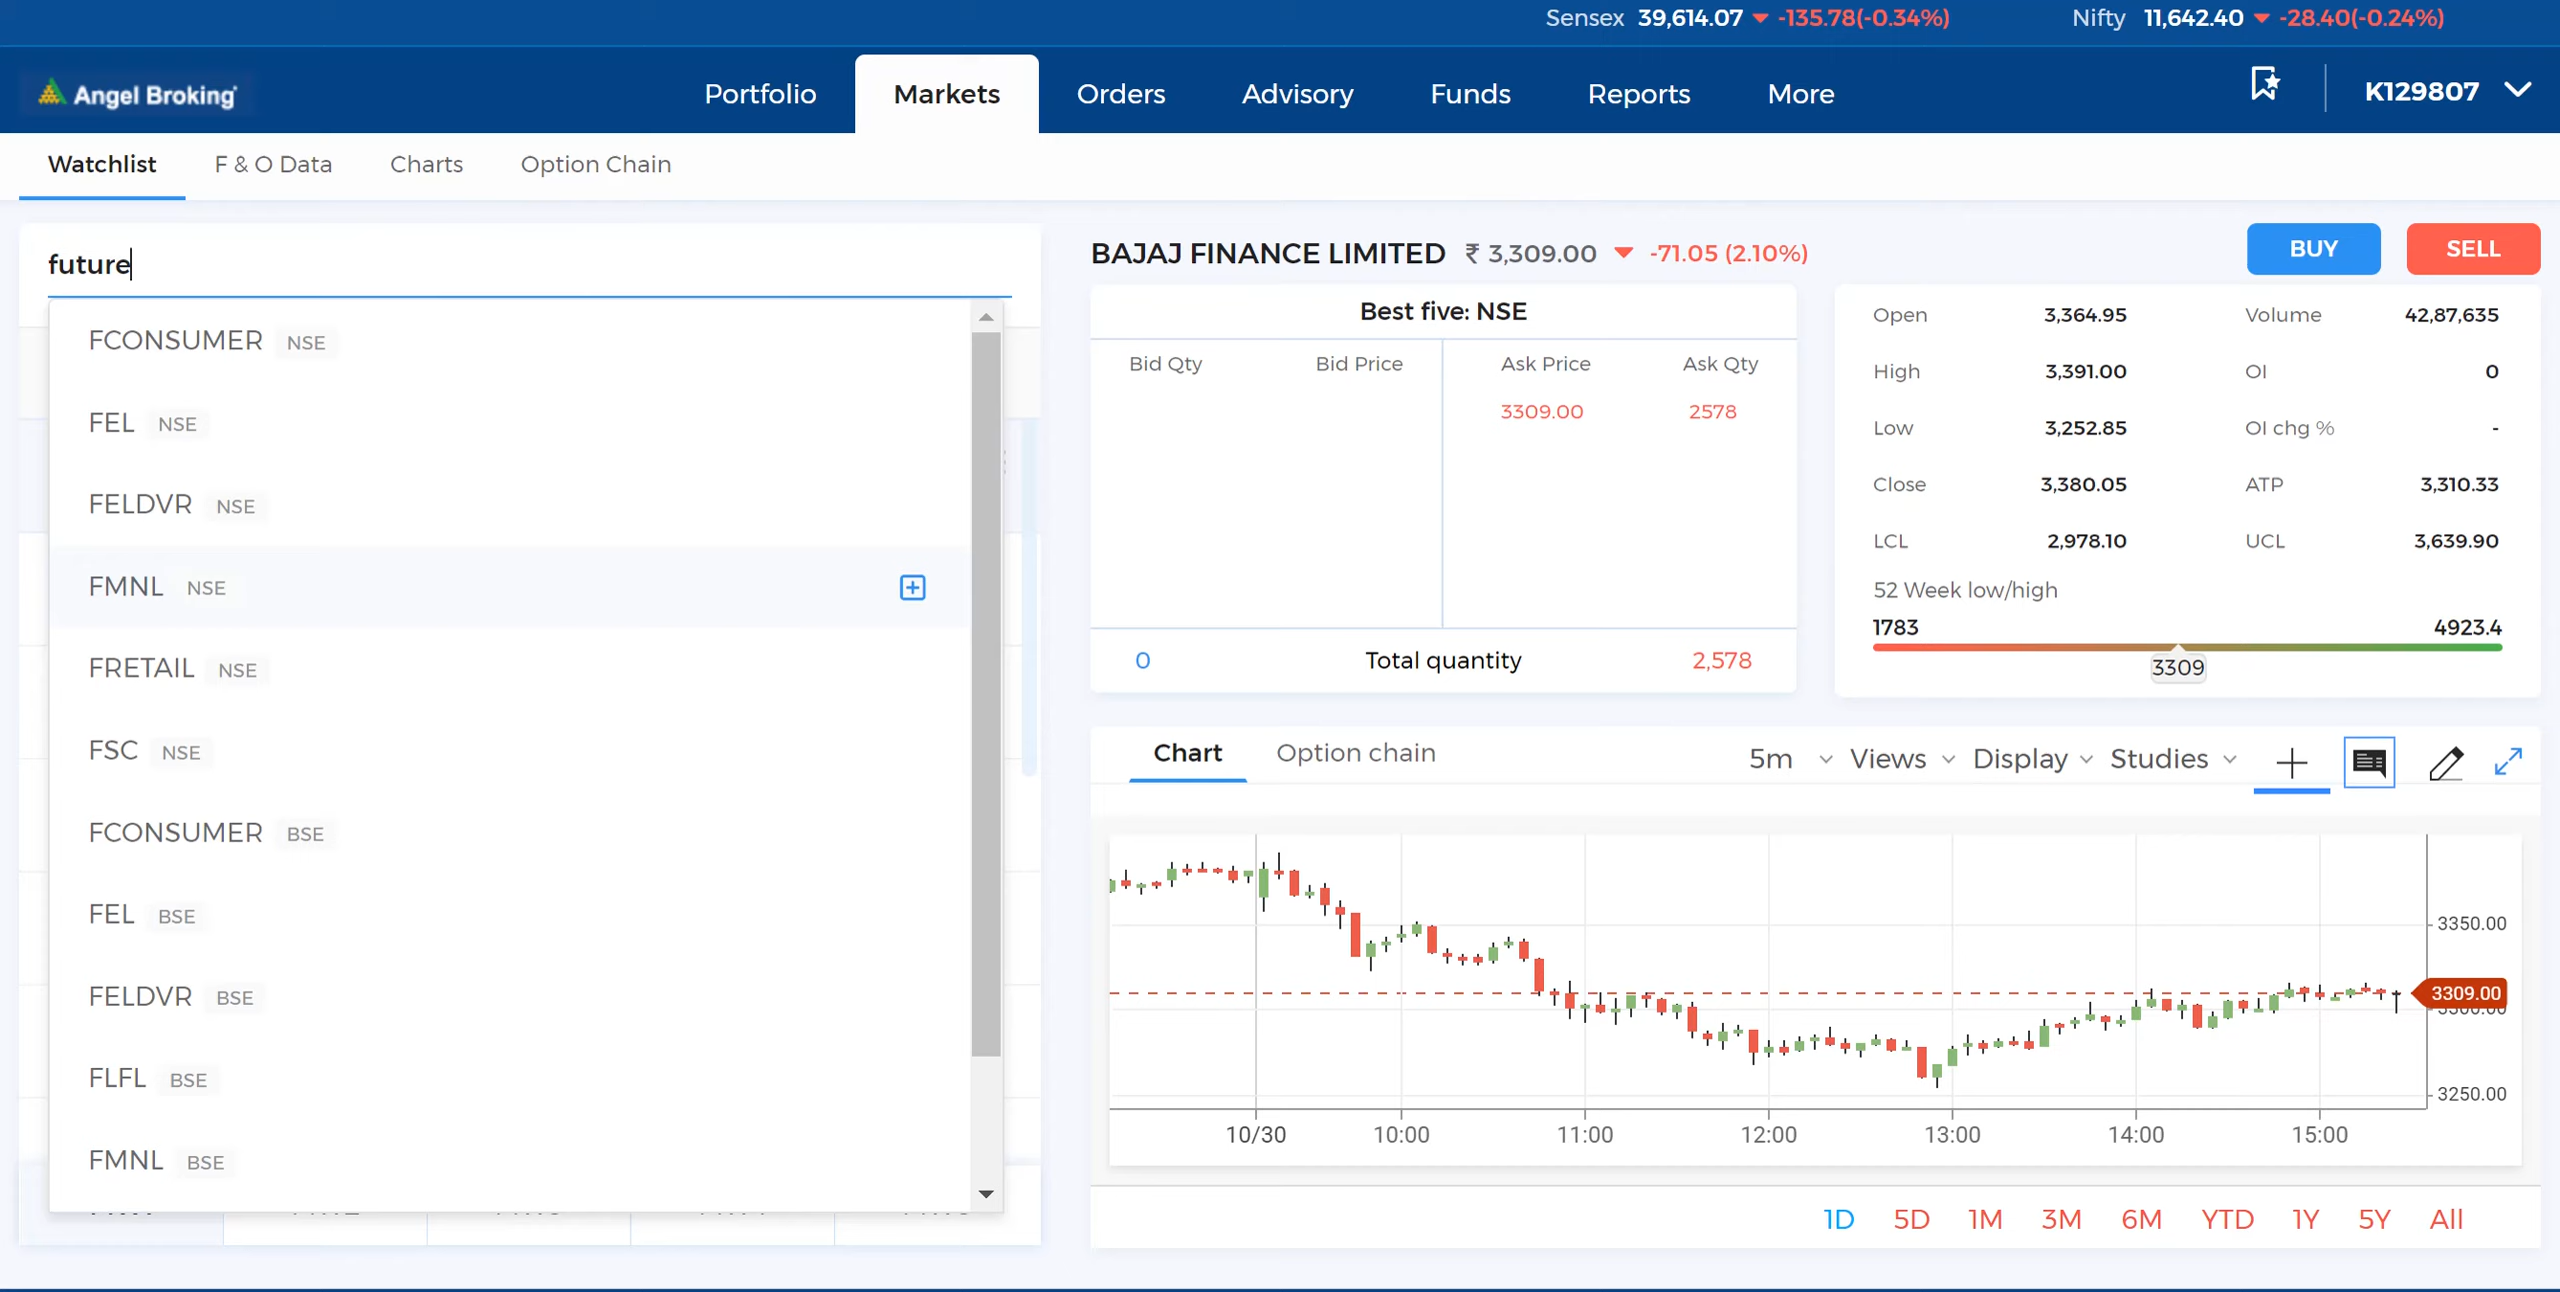 Sensex 39,614.07 -135.78(-0.34%) Nifty 11,642.40 -28.40(-0.24%)
Angel Broking Portfolio Markets Orders Advisory Funds Reports More K129807
Watchlist F & O Data Charts Option Chain
future
FCONSUMER NSE
FEL NSE
FELDVR NSE
FMNL NSE
FRETAIL NSE
FSC NSE
FCONSUMER BSE
FEL BSE
FELDVR BSE
FLFL BSE
FMNL BSE
BAJAJ FINANCE LIMITED ₹ 3,309.00 -71.05 (2.10%) BUY SELL
Best five: NSE
Bid Qty Bid Price Ask Price Ask Qty
3309.00 2578
0 Total quantity 2,578
Open 3,364.95 Volume 42,87,635
High 3,391.00 OI 0
Low 3,252.85 OI chg % -
Close 3,380.05 ATP 3,310.33
LCL 2,978.10 UCL 3,639.90
52 Week low/high
1783 4923.4
3309
Chart Option chain 5m Views Display Studies
3350.00
3309.00
3250.00
10/30 10:00 11:00 12:00 13:00 14:00 15:00
1D 5D 1M 3M 6M YTD 1Y 5Y All